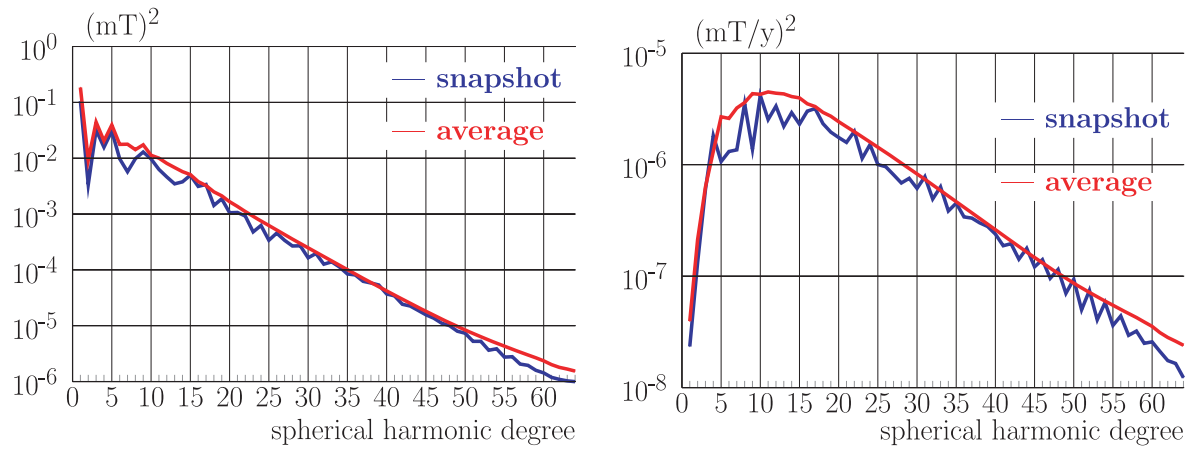 (mT)²
10⁰
10⁻¹
10⁻²
10⁻³
10⁻⁴
10⁻⁵
10⁻⁶
snapshot
average
0 5 10 15 20 25 30 35 40 45 50 55 60
spherical harmonic degree
(mT/y)²
10⁻⁵
10⁻⁶
10⁻⁷
10⁻⁸
snapshot
average
0 5 10 15 20 25 30 35 40 45 50 55 60
spherical harmonic degree